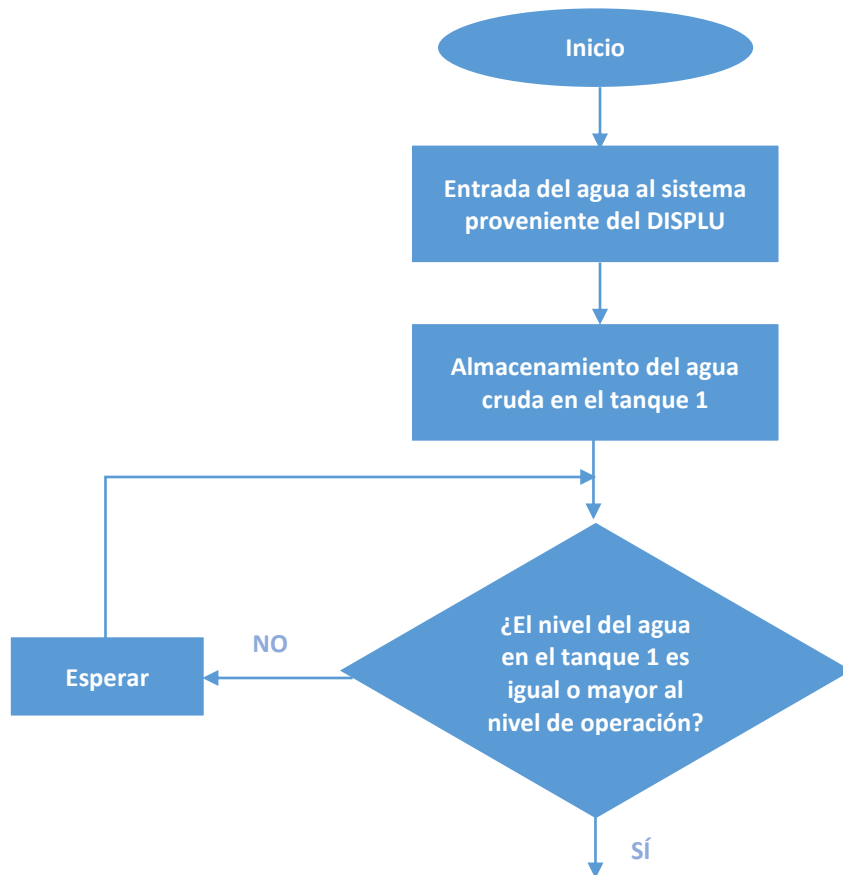 Inicio
Entrada del agua al sistema
proveniente del DISPLU
Almacenamiento del agua
cruda en el tanque 1
¿El nivel del agua
en el tanque 1 es
igual o mayor al
nivel de operación?
NO
Esperar
SÍ